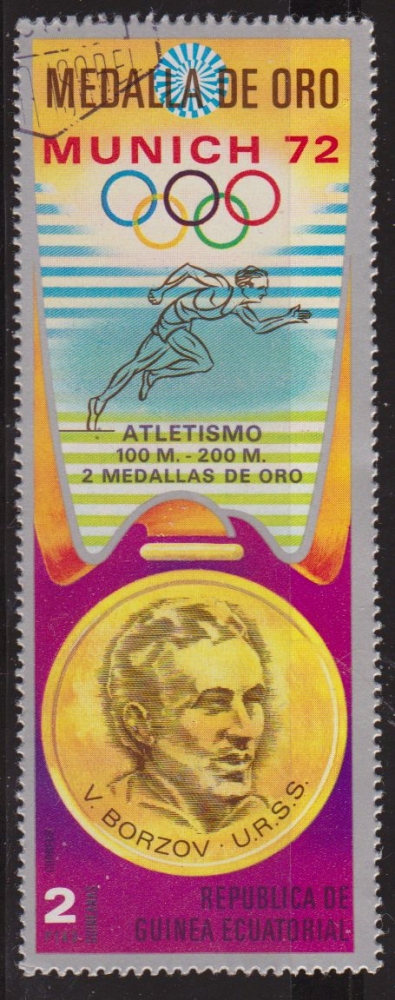 MEDALLA DE ORO
MUNICH 72
ATLETISMO
100 M. - 200 M.
2 MEDALLAS DE ORO
V. BORZOV · U.R.S.S.
2
REPUBLICA DE
GUINEA ECUATORIAL